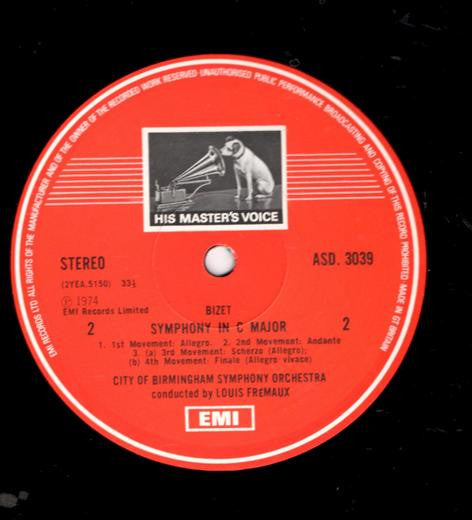 EMI RECORDS LTD. ALL RIGHTS OF THE MANUFACTURER AND OF THE OWNER OF THE RECORDED WORK RESERVED · UNAUTHORISED PUBLIC PERFORMANCE BROADCASTING AND COPYING OF THIS RECORD PROHIBITED MADE IN GT BRITAIN
HIS MASTER'S VOICE
STEREO
ASD. 3039
(2YEA.5150) 33⅓
Ⓟ 1974
EMI Records Limited
BIZET
2 SYMPHONY IN C MAJOR 2
1. 1st Movement: Allegro. 2. 2nd Movement: Andante
3. (a) 3rd Movement: Scherzo (Allegro);
(b) 4th Movement: Finale (Allegro vivace)
CITY OF BIRMINGHAM SYMPHONY ORCHESTRA
conducted by LOUIS FREMAUX
EMI